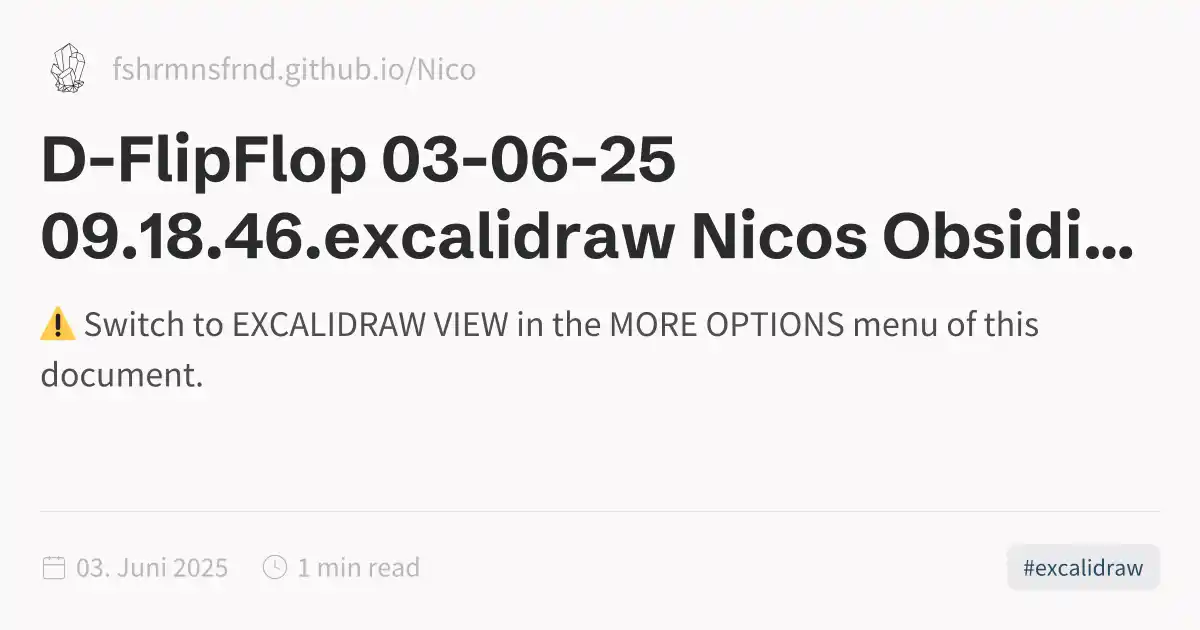 fshrmnsfrnd.github.io/Nico
D-FlipFlop 03-06-25
09.18.46.excalidraw Nicos Obsidi...
⚠️ Switch to EXCALIDRAW VIEW in the MORE OPTIONS menu of this
document.
03. Juni 2025 1 min read #excalidraw